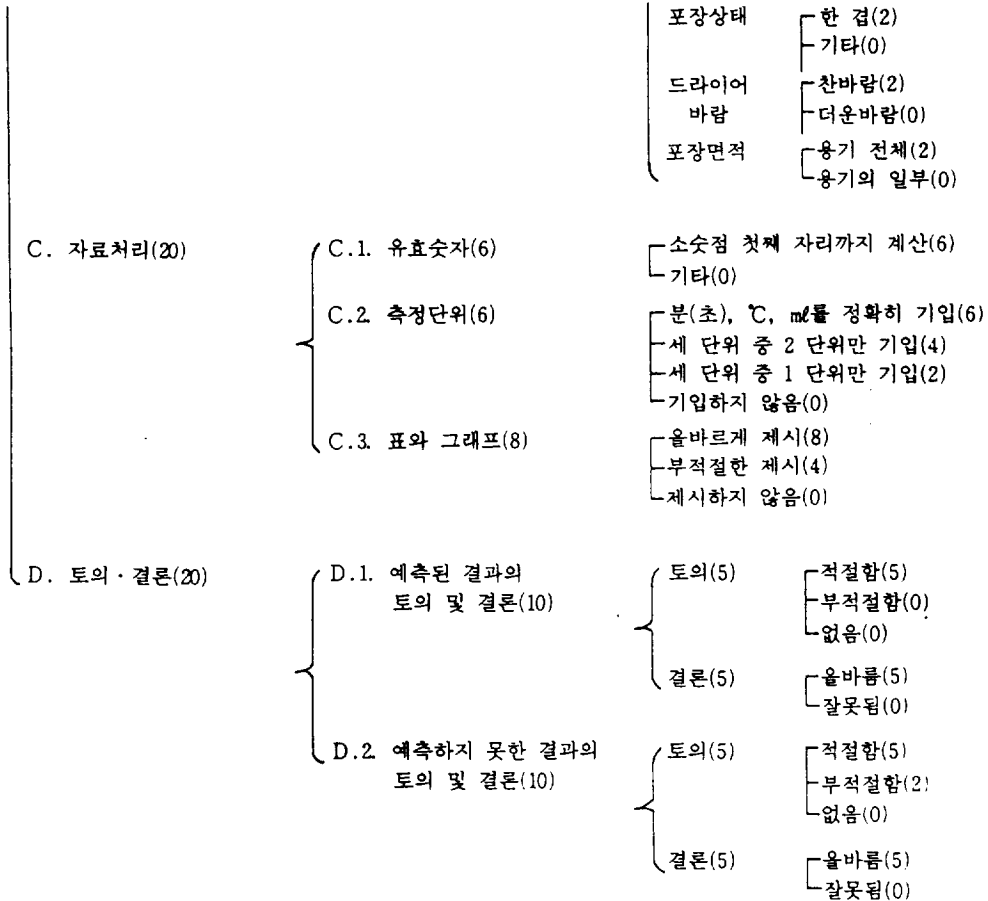 포장상태 한 겹(2)
기타(0)
드라이어 찬바람(2)
바람 더운바람(0)
포장면적 용기 전체(2)
용기의 일부(0)
C. 자료처리(20) C.1. 유효숫자(6) 소숫점 첫째 자리까지 계산(6)
기타(0)
C.2. 측정단위(6) 분(초), ℃, ㎖를 정확히 기입(6)
세 단위 중 2 단위만 기입(4)
세 단위 중 1 단위만 기입(2)
기입하지 않음(0)
C.3. 표와 그래프(8) 올바르게 제시(8)
부적절한 제시(4)
제시하지 않음(0)
D. 토의·결론(20) D.1. 예측된 결과의 토의(5) 적절함(5)
토의 및 결론(10) 부적절함(0)
없음(0)
결론(5) 올바름(5)
잘못됨(0)
D.2. 예측하지 못한 결과의 토의(5) 적절함(5)
토의 및 결론(10) 부적절함(2)
없음(0)
결론(5) 올바름(5)
잘못됨(0)